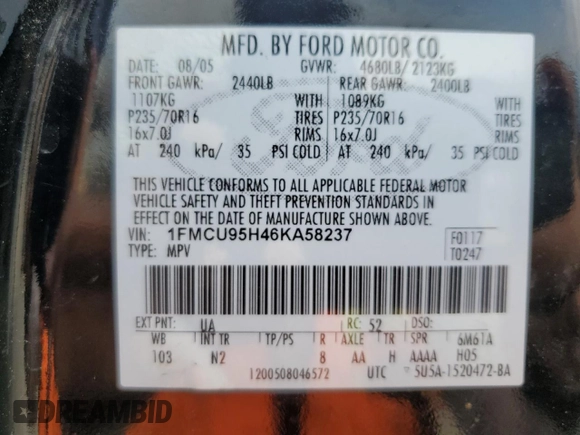 MFD. BY FORD MOTOR CO.
DATE: 08/05 GVWR: 4680LB/ 2123KG
FRONT GAWR: 2440LB REAR GAWR: 2400LB
1107KG WITH 1089KG WITH
P235/70R16 TIRES P235/70R16 TIRES
16x7.0J RIMS 16x7.0J RIMS
AT 240 kPa/ 35 PSI COLD AT 240 kPa/ 35 PSI COLD
THIS VEHICLE CONFORMS TO ALL APPLICABLE FEDERAL MOTOR
VEHICLE SAFETY AND THEFT PREVENTION STANDARDS IN
EFFECT ON THE DATE OF MANUFACTURE SHOWN ABOVE.
VIN: 1FMCU95H46KA58237 F0117
TYPE: MPV T0247
EXT PNT: UA RC: 52 DSO:
WB INT TR TP/PS R AXLE TR SPR 6M61A
103 N2 8 AA H AAAA H05
1200508046572 UTC 5U5A-1520472-BA
DREAMBID